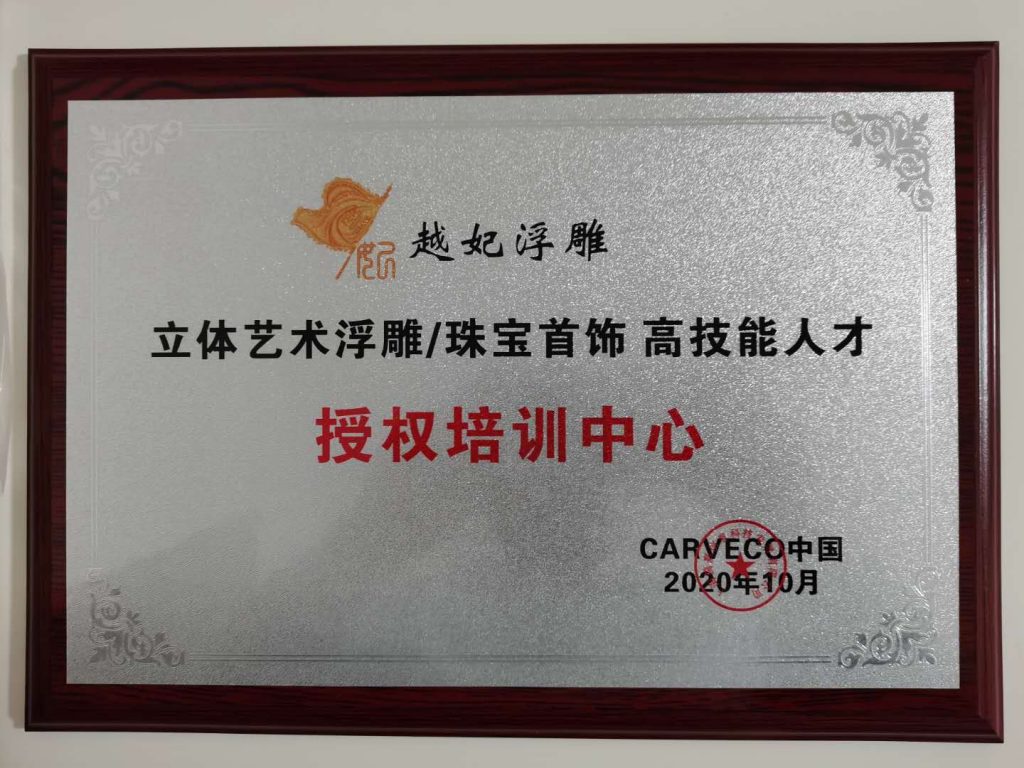 越妃浮雕
立体艺术浮雕/珠宝首饰 高技能人才
授权培训中心
CARVECO中国
2020年10月